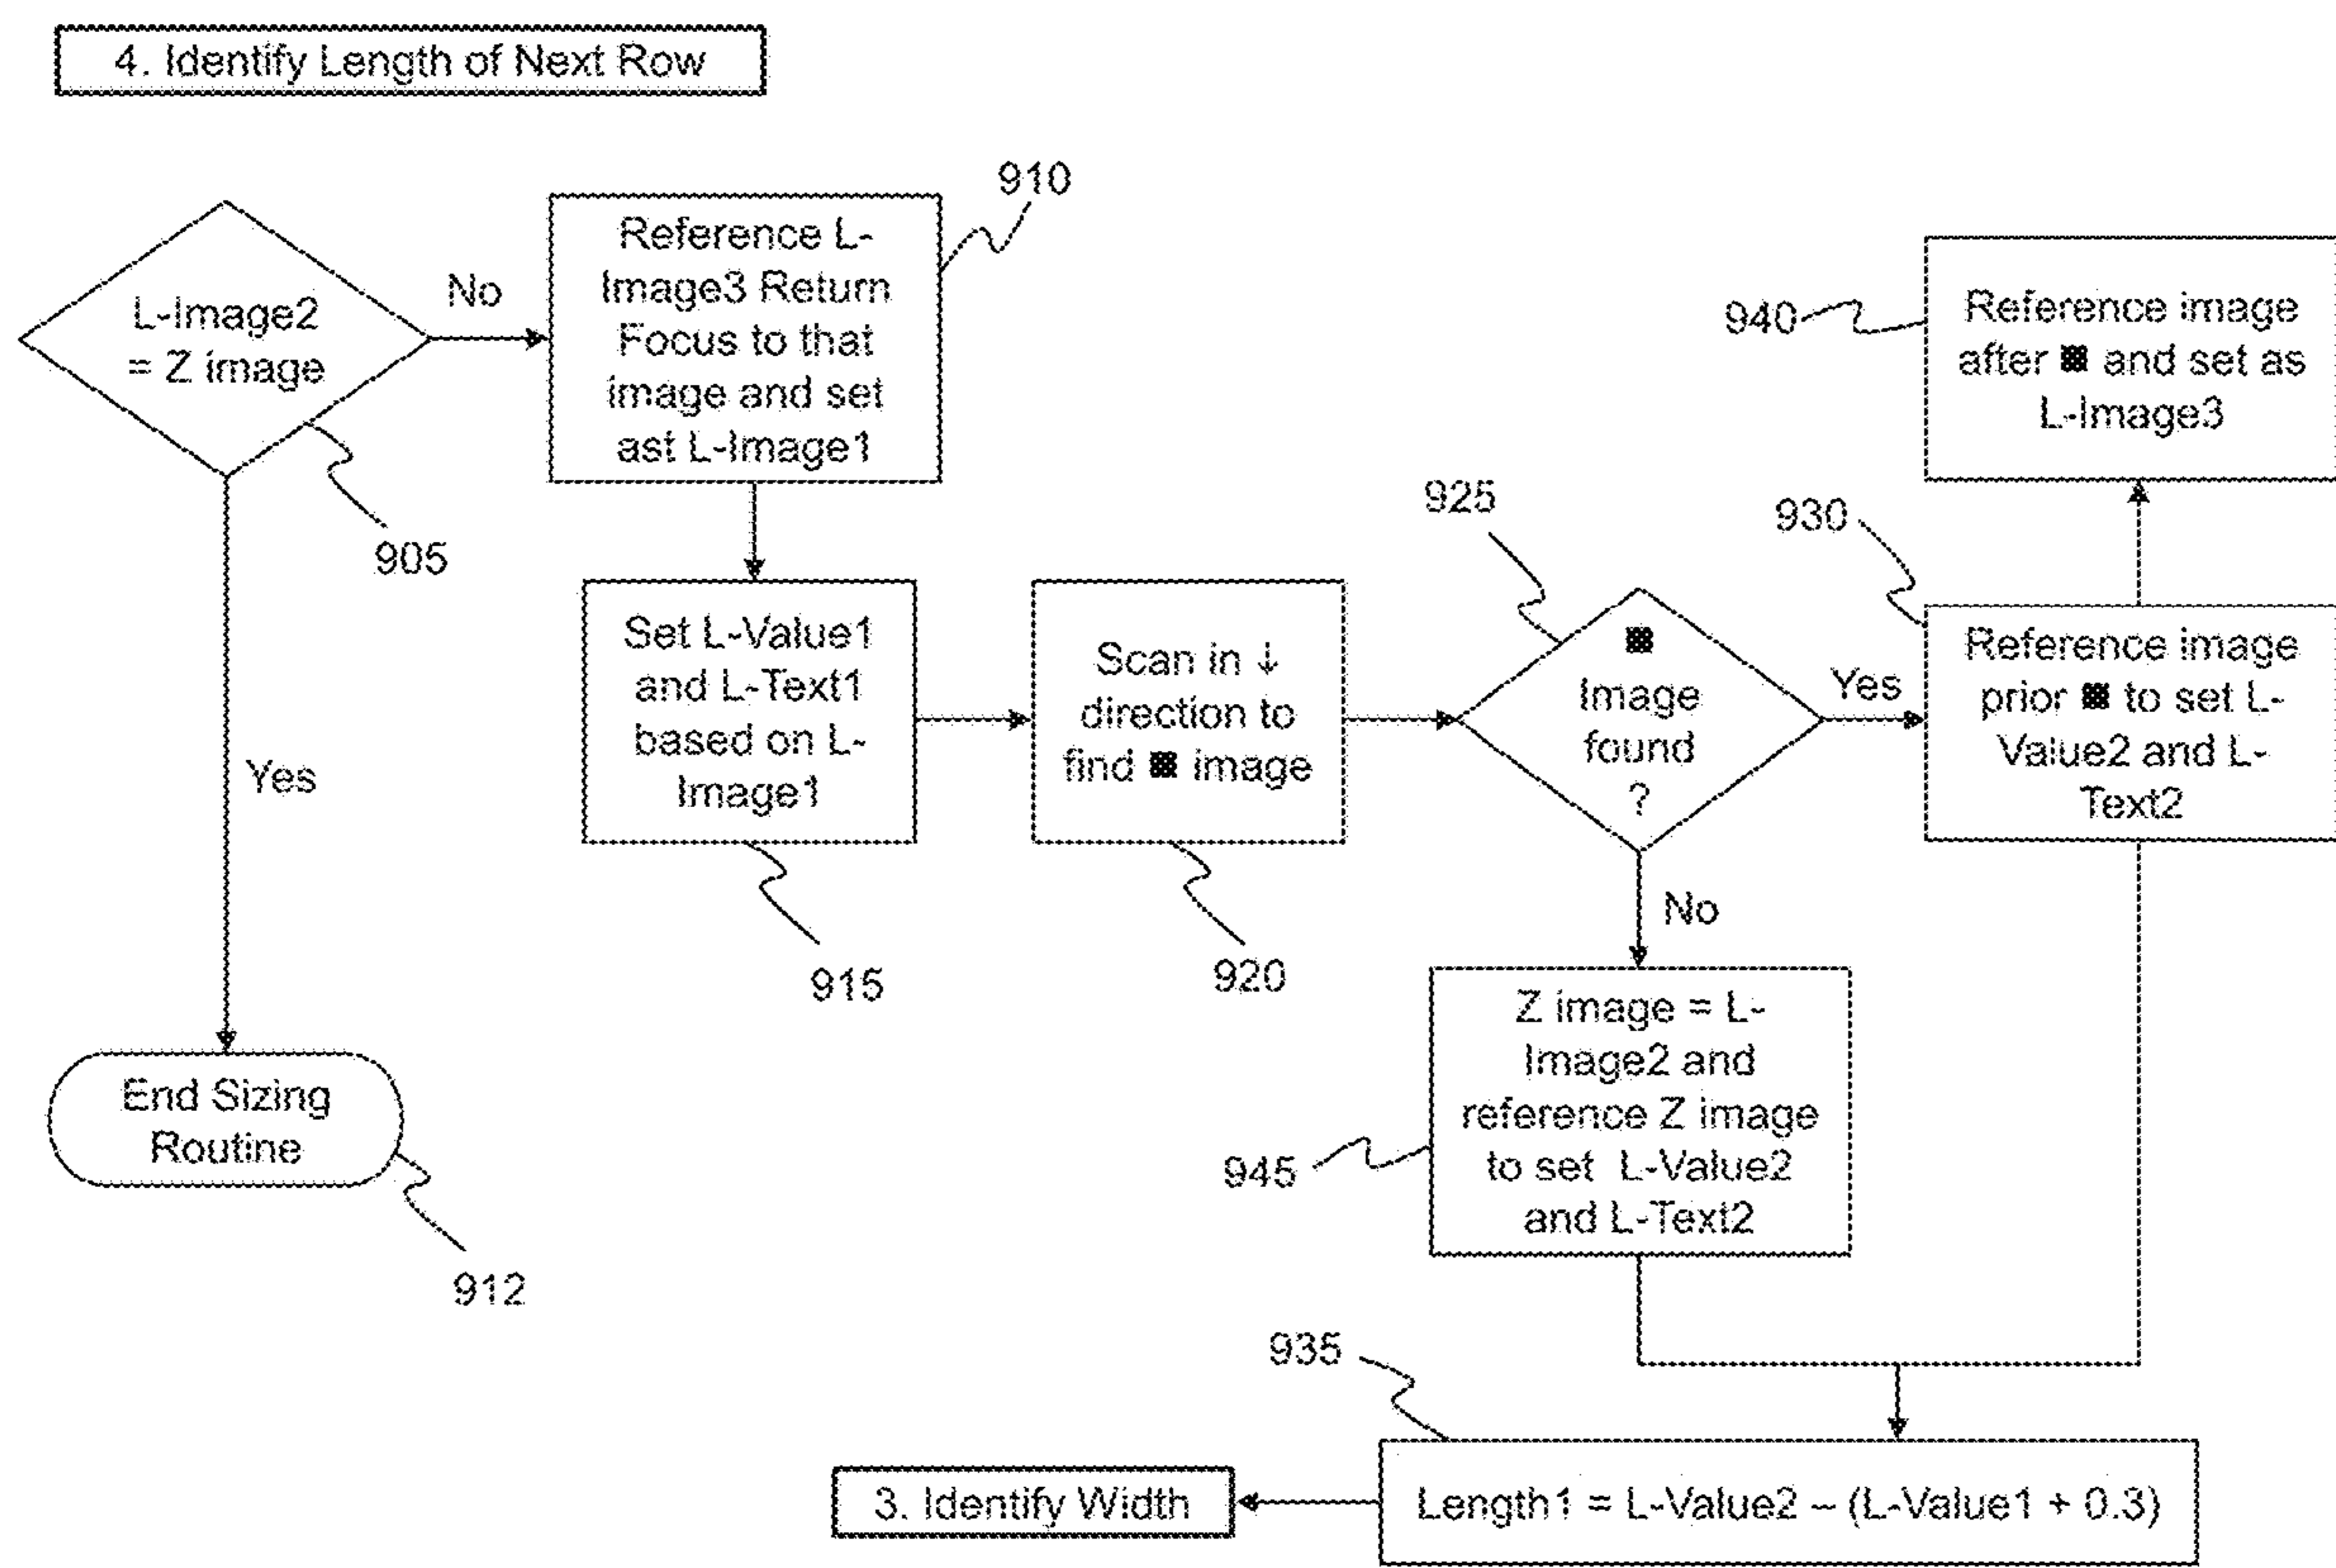 4. Identify Length of Next Row
910
Reference L-
Image3 Return
Focus to that
image and set
ast L-Image1
No
L-Image2
= Z image
905
940
Reference image
after ▩ and set as
L-Image3
925
930
Set L-Value1
and L-Text1
based on L-
Image1
915
Scan in ↓
direction to
find ▩ image
920
▩
Image
found
?
Yes
Reference image
prior ▩ to set L-
Value2 and L-
Text2
Yes
No
End Sizing
Routine
912
Z image = L-
Image2 and
reference Z image
to set L-Value2
and L-Text2
945
935
3. Identify Width
Length1 = L-Value2 – (L-Value1 + 0.3)